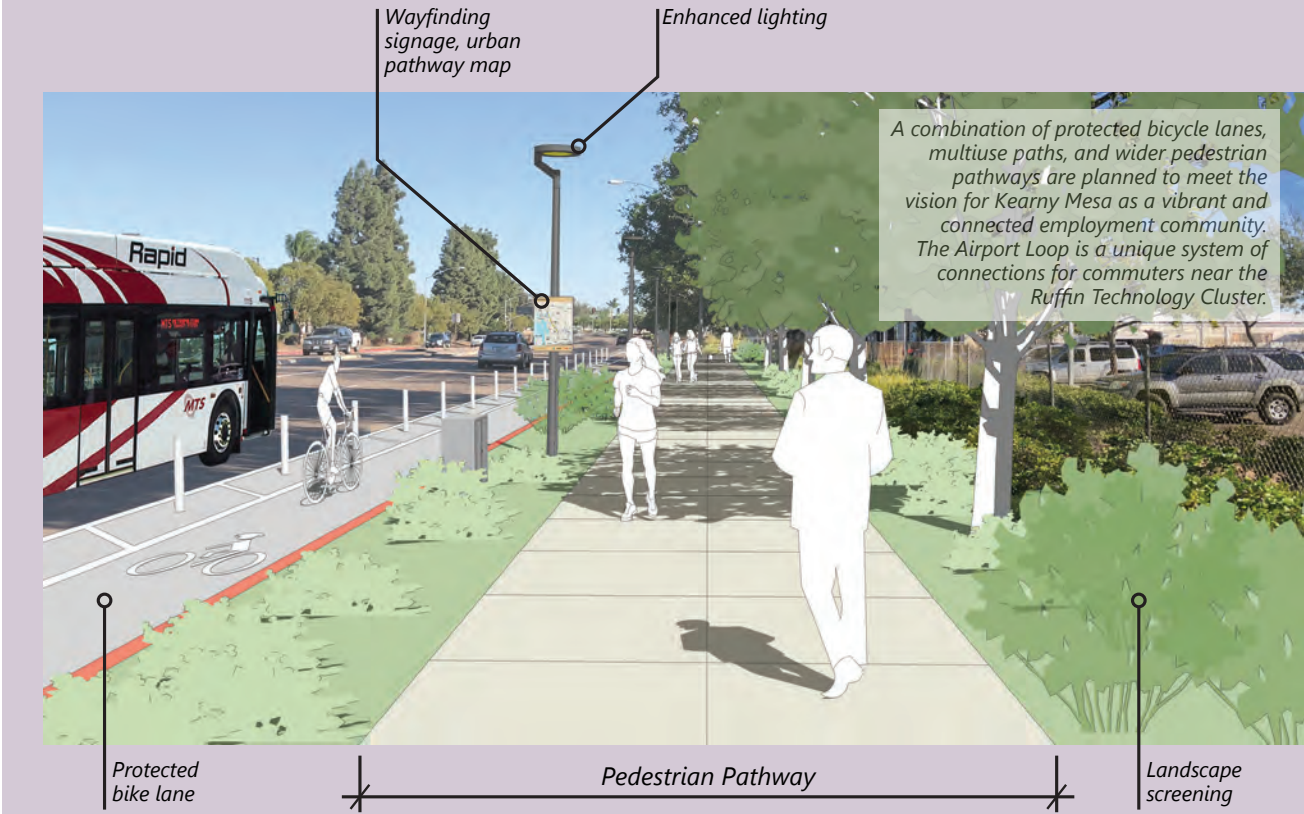 Wayfinding
signage, urban
pathway map
Enhanced lighting
A combination of protected bicycle lanes,
multiuse paths, and wider pedestrian
pathways are planned to meet the
vision for Kearny Mesa as a vibrant and
connected employment community.
The Airport Loop is a unique system of
connections for commuters near the
Ruffin Technology Cluster.
Rapid
MTS
Protected
bike lane
Pedestrian Pathway
Landscape
screening